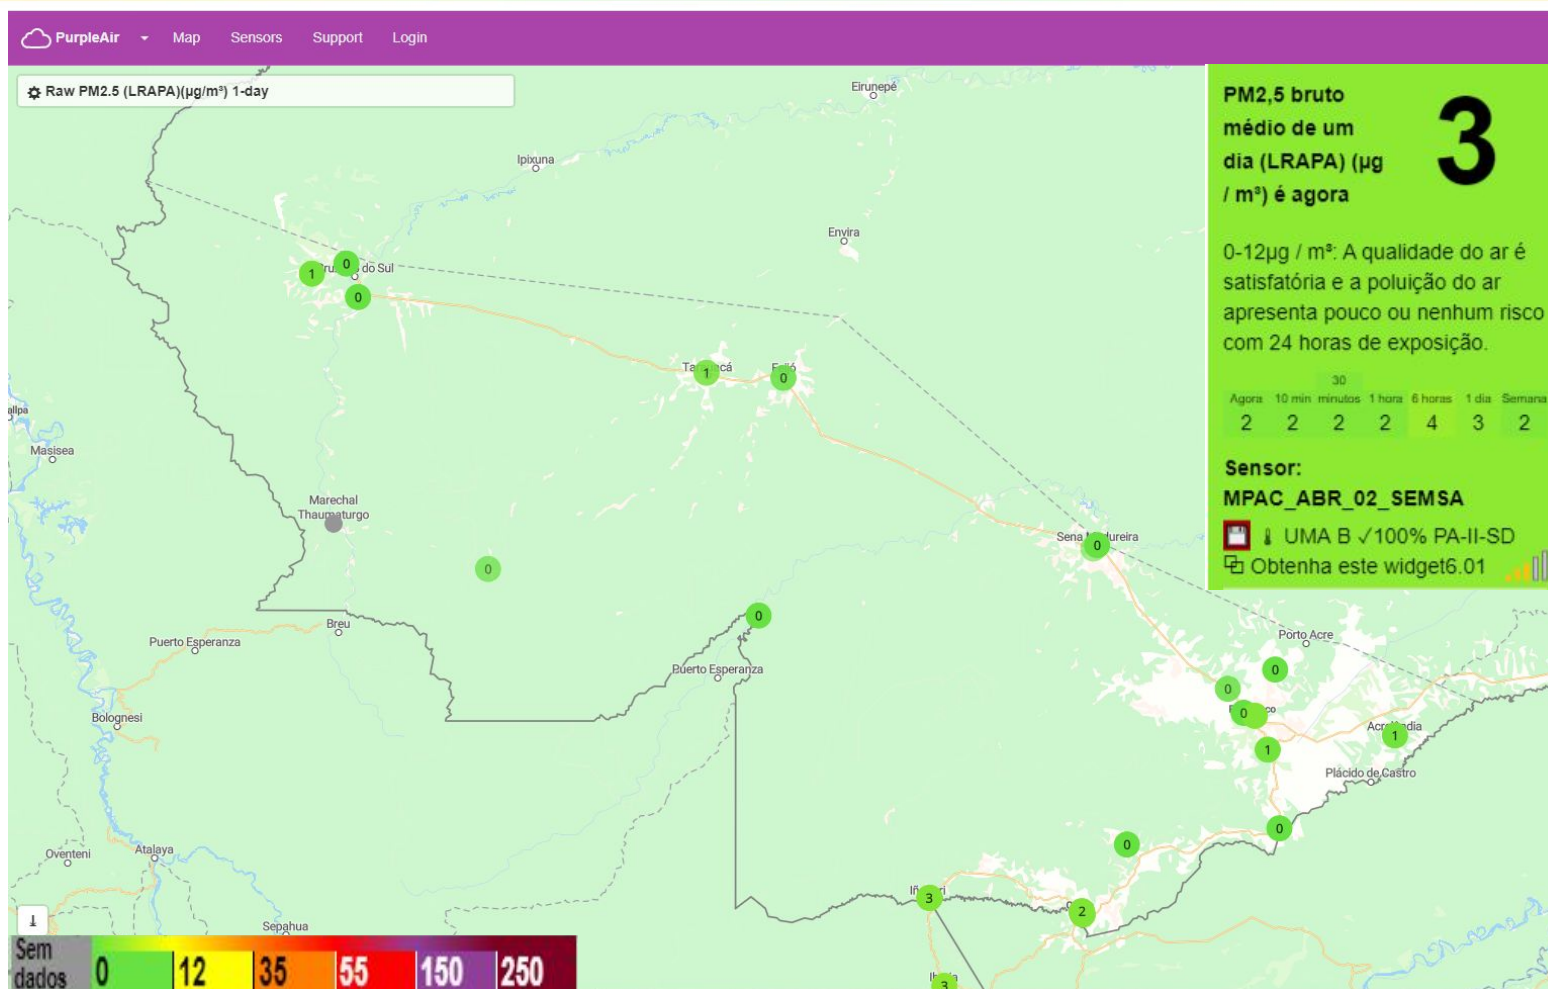 PurpleAir Map Sensors Support Login
Raw PM2.5 (LRAPA)(µg/m³) 1-day
Eirunepé
Ipixuna
Envira
0
1
do Sul
0
1
0
allpa
Masisea
Marechal
Thaumaturgo
0
Sena
ureira
0
0
Breu
Puerto Esperanza
Puerto Esperanza
Porto Acre
0
0
0
Bolognesi
1
1
Plácido de Castro
0
0
Oventeni
Atalaya
3
2
Sepahua
3
PM2,5 bruto
médio de um
dia (LRAPA) (µg
/ m³) é agora
3
0-12µg / m³: A qualidade do ar é
satisfatória e a poluição do ar
apresenta pouco ou nenhum risco
com 24 horas de exposição.
30
Agora 10 min minutos 1 hora 6 horas 1 dia Semana
2 2 2 2 4 3 2
Sensor:
MPAC_ABR_02_SEMSA
UMA B ✓100% PA-II-SD
Obtenha este widget6.01
Sem
dados 0 12 35 55 150 250